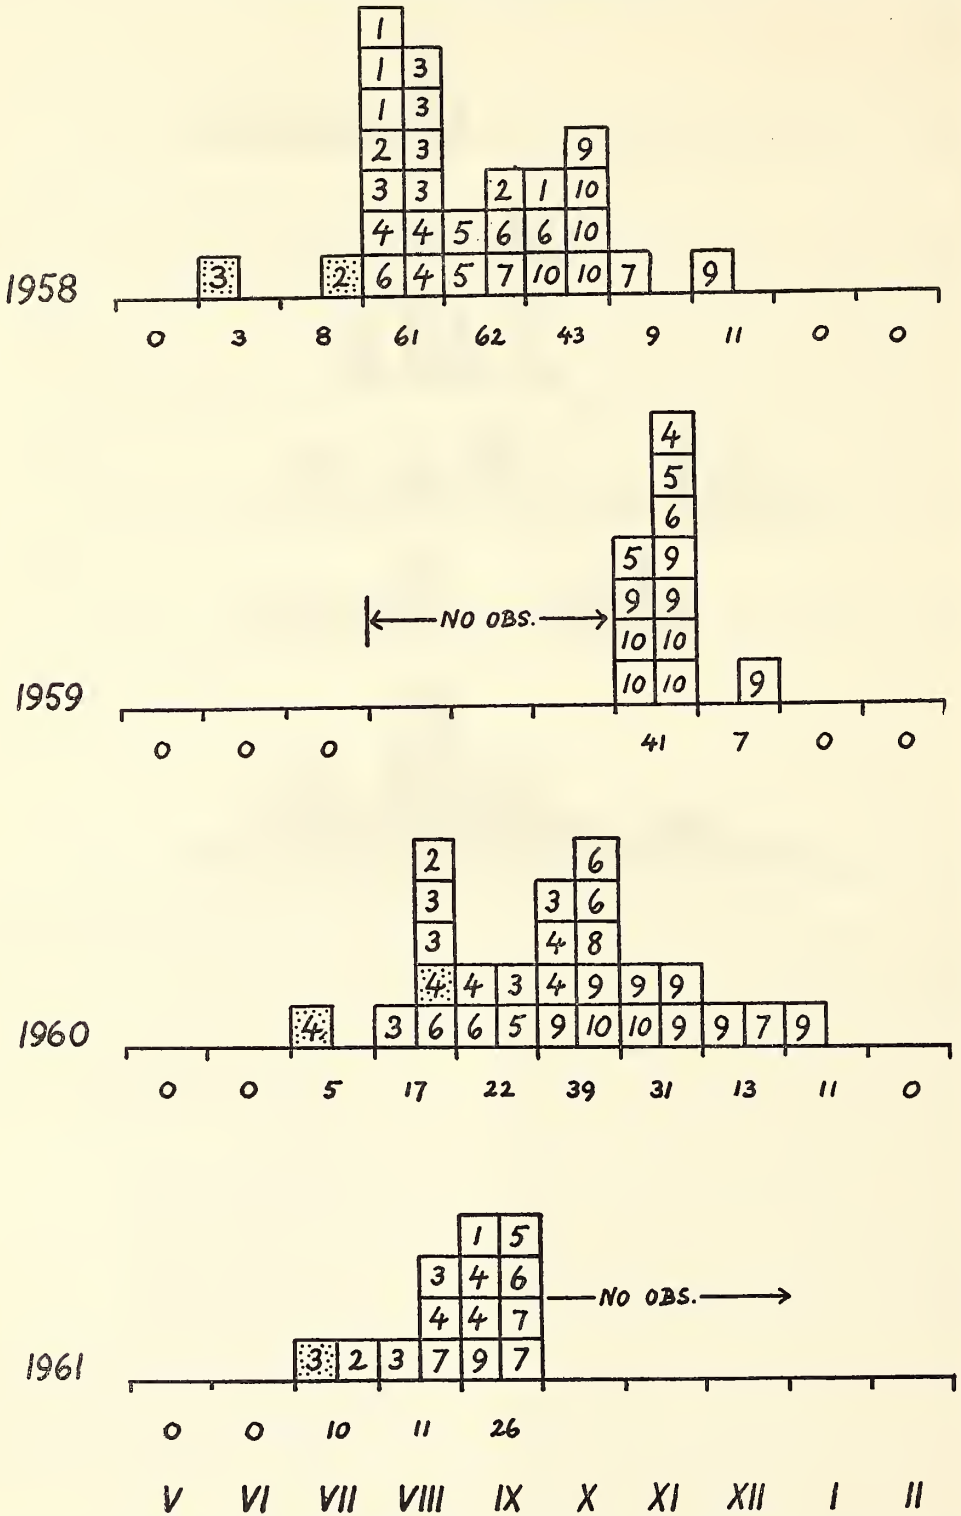 1
1 3
1 3
2 3 9
3 3 2 1 10
4 4 5 6 6 10
1958 3 2 6 4 5 7 10 10 7 9
0 3 8 61 62 43 9 11 0 0
4
5
6
5 9
NO OBS. 9 9
10 10
1959 10 10 9
0 0 0 41 7 0 0
2 6
3 3 6
3 4 8
4 4 3 4 9 9 9
1960 4 3 6 6 5 9 10 10 9 9 7 9
0 0 5 17 22 39 31 13 11 0
1 5
3 4 6 NO OBS.
4 4 7
1961 3 2 3 7 9 7
0 0 10 11 26
V VI VII VIII IX X XI XII I II